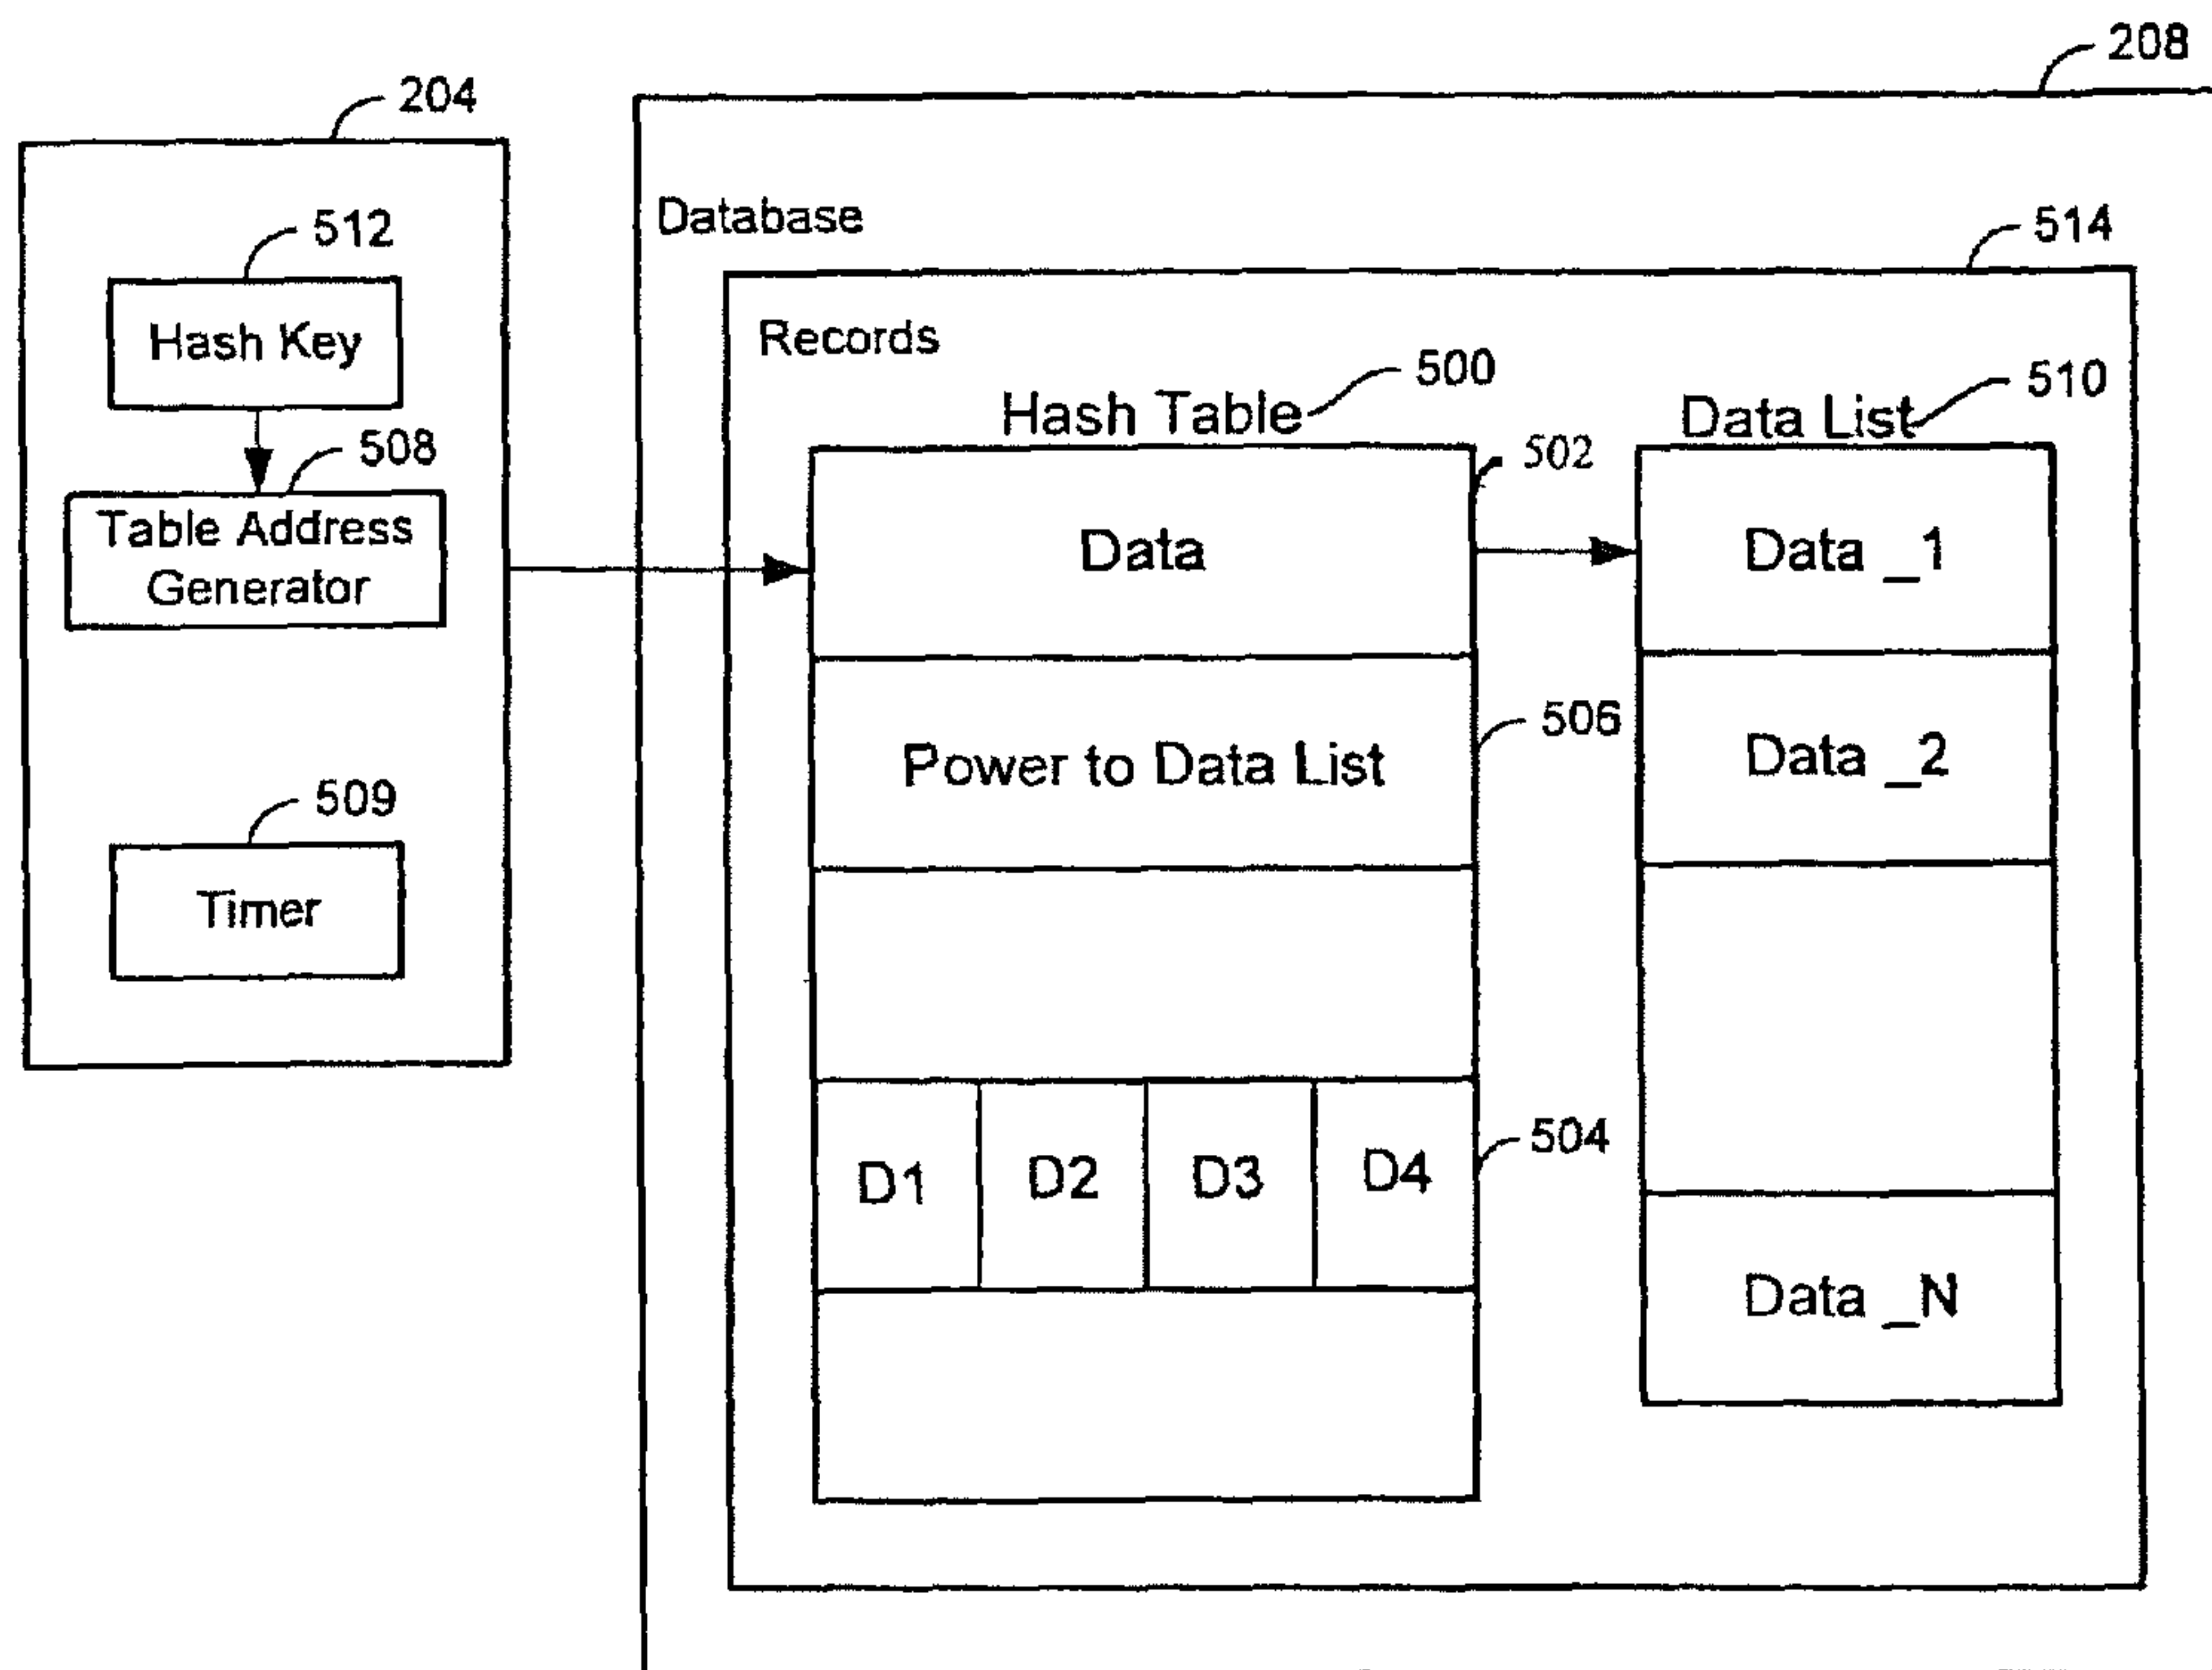 208
204
Database
512
514
Hash Key
Records
500
510
Hash Table
Data List
508
502
Table Address
Generator
Data
Data _1
506
Power to Data List
Data _2
509
Timer
504
D1 D2 D3 D4
Data _N